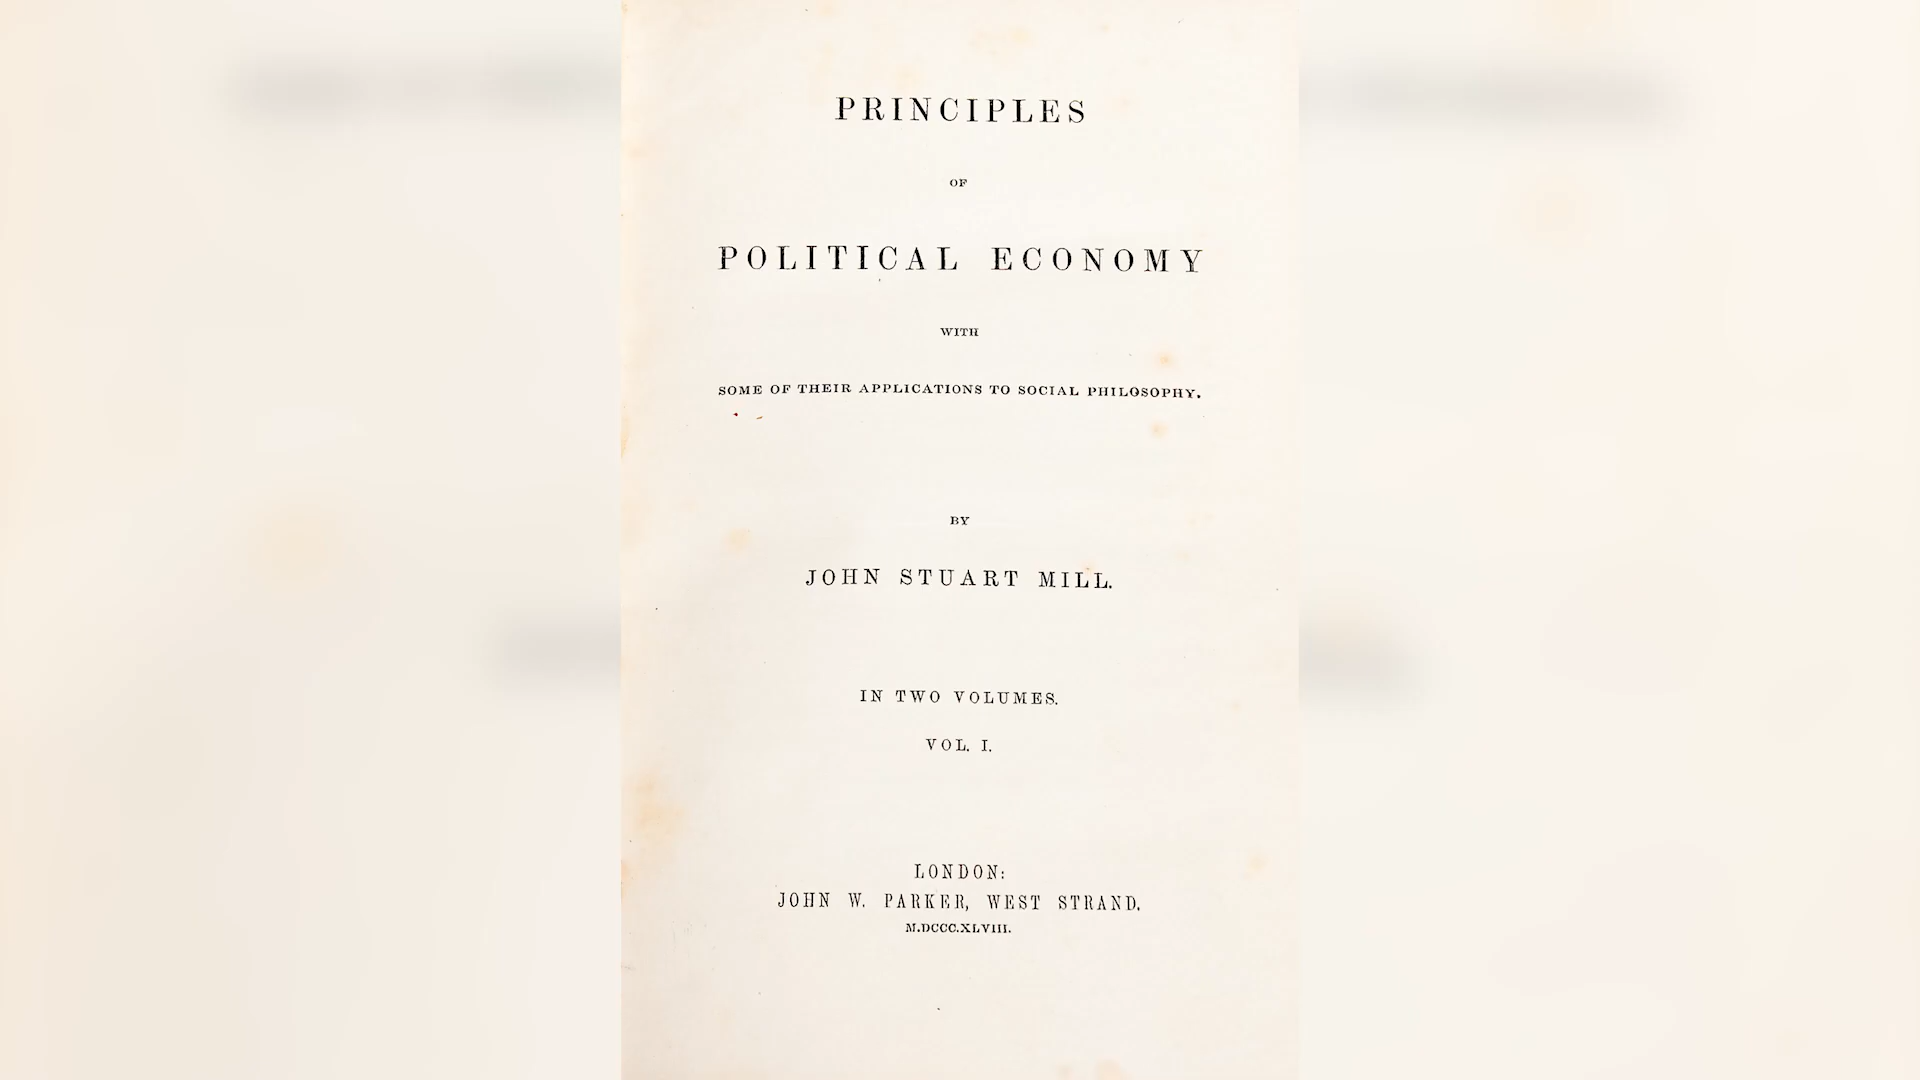 PRINCIPLES
OF
POLITICAL ECONOMY
WITH
SOME OF THEIR APPLICATIONS TO SOCIAL PHILOSOPHY.
BY
JOHN STUART MILL.
IN TWO VOLUMES.
VOL. I.
LONDON:
JOHN W. PARKER, WEST STRAND.
M.DCCC.XLVIII.